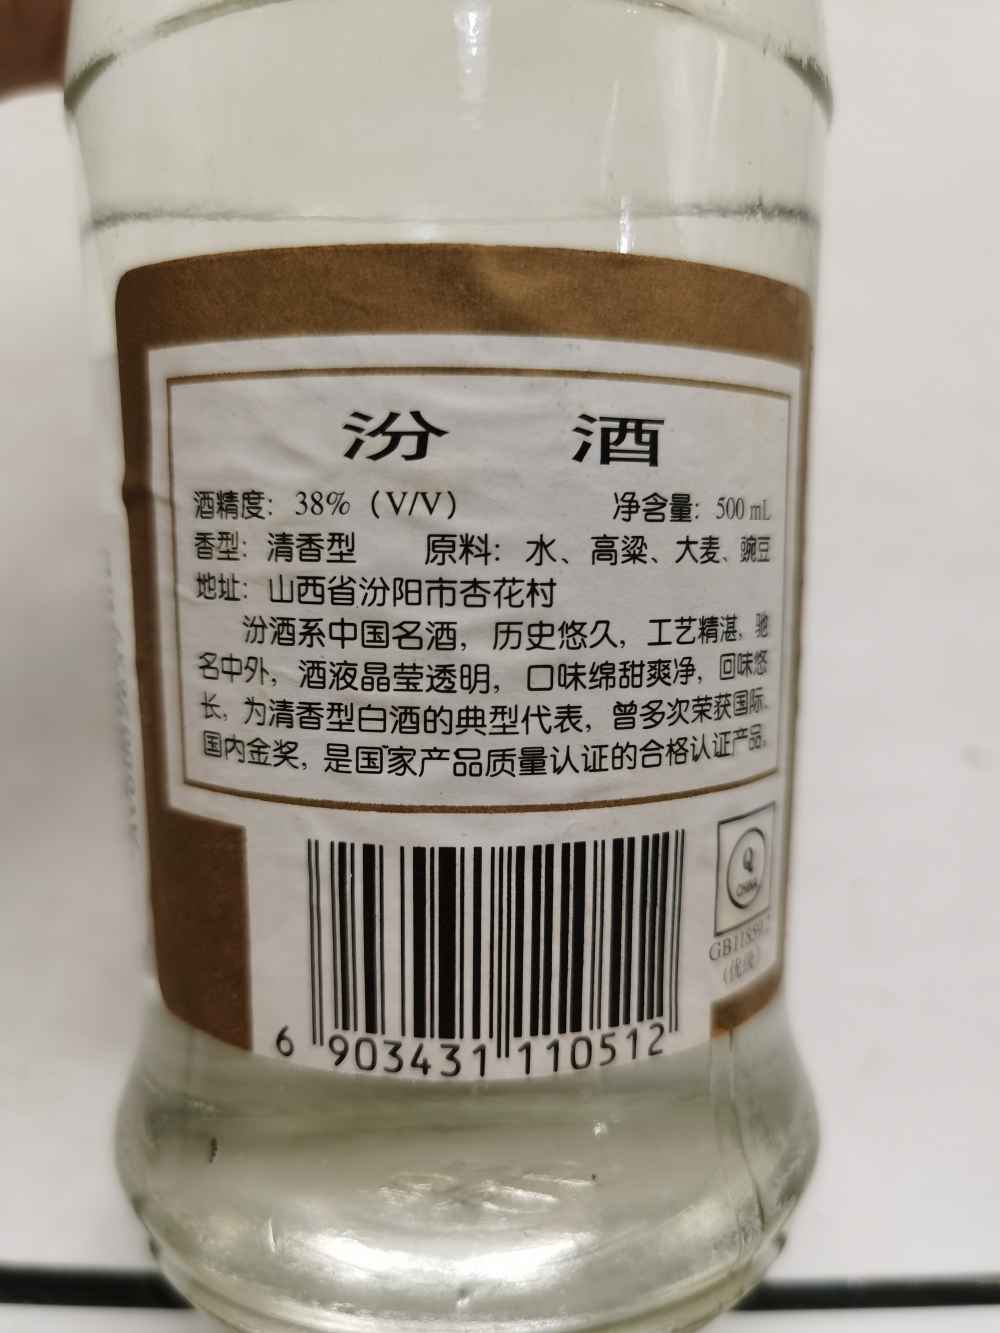 汾 酒
酒精度：38%（V/V） 净含量：500 mL
香型：清香型 原料：水、高粱、大麦、豌豆
地址：山西省汾阳市杏花村
汾酒系中国名酒，历史悠久，工艺精湛，驰
名中外，酒液晶莹透明，口味绵甜爽净，回味悠
长，为清香型白酒的典型代表，曾多次荣获国际、
国内金奖，是国家产品质量认证的合格认证产品。
Q
CHINA
GB11859.2
（优级）
6 903431 110512